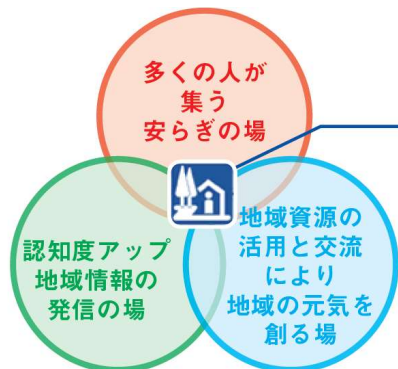 多くの人が
集う
安らぎの場
認知度アップ
地域情報の
発信の場
地域資源の
活用と交流
により
地域の元気を
創る場